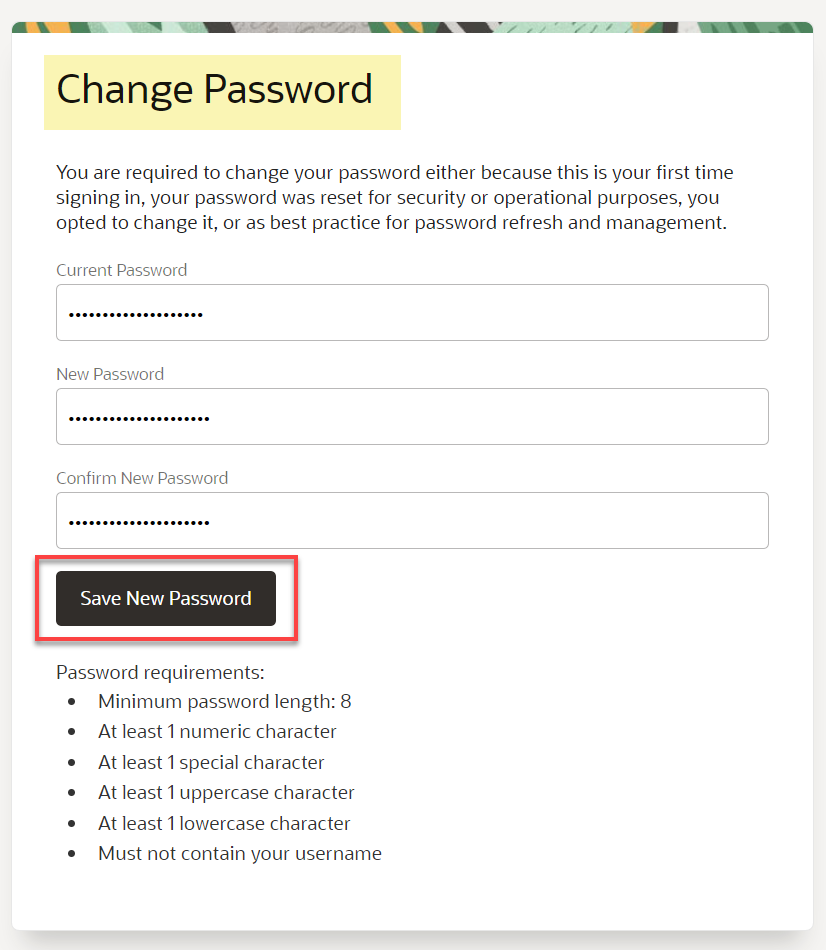 Change Password
You are required to change your password either because this is your first time
signing in, your password was reset for security or operational purposes, you
opted to change it, or as best practice for password refresh and management.
Current Password
••••••••••••••••••••
New Password
•••••••••••••••••••••
Confirm New Password
•••••••••••••••••••••
Save New Password
Password requirements:
• Minimum password length: 8
• At least 1 numeric character
• At least 1 special character
• At least 1 uppercase character
• At least 1 lowercase character
• Must not contain your username